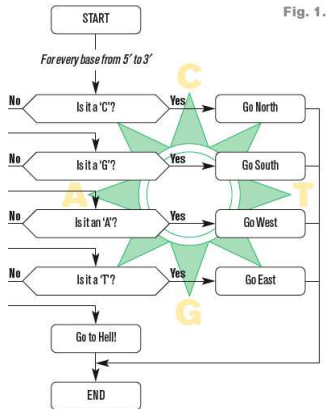 START
Fig. 1.
For every base from 5′ to 3′
C
No
Is it a ‘C’?
Yes
Go North
No
Is it a ‘G’?
Yes
Go South
A
T
No
Is it an ‘A’?
Yes
Go West
No
Is it a ‘T’?
Yes
Go East
G
Go to Hell!
END